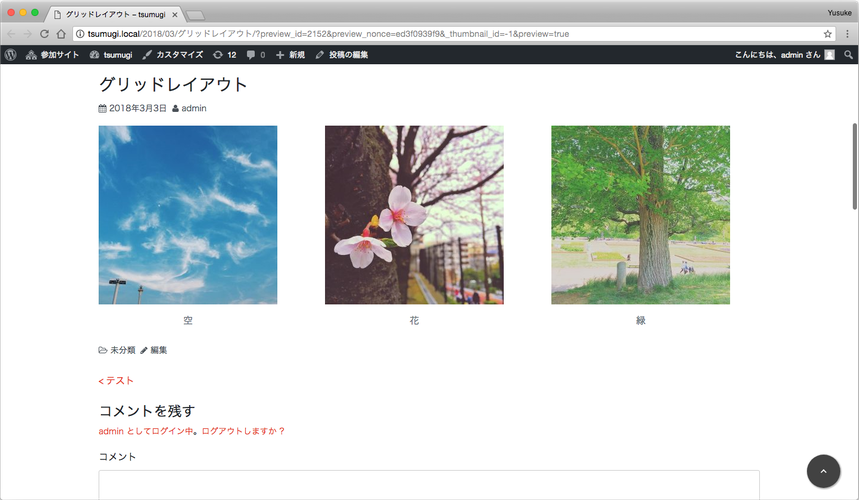 グリッドレイアウト – tsumugi
Yusuke
tsumugi.local/2018/03/グリッドレイアウト/?preview_id=2152&preview_nonce=ed3f0939f9&_thumbnail_id=-1&preview=true
参加サイト tsumugi カスタマイズ 12 0 新規 投稿の編集 こんにちは、admin さん
グリッドレイアウト
2018年3月3日 admin
空 花 緑
未分類 編集
< テスト
コメントを残す
admin としてログイン中。ログアウトしますか ?
コメント